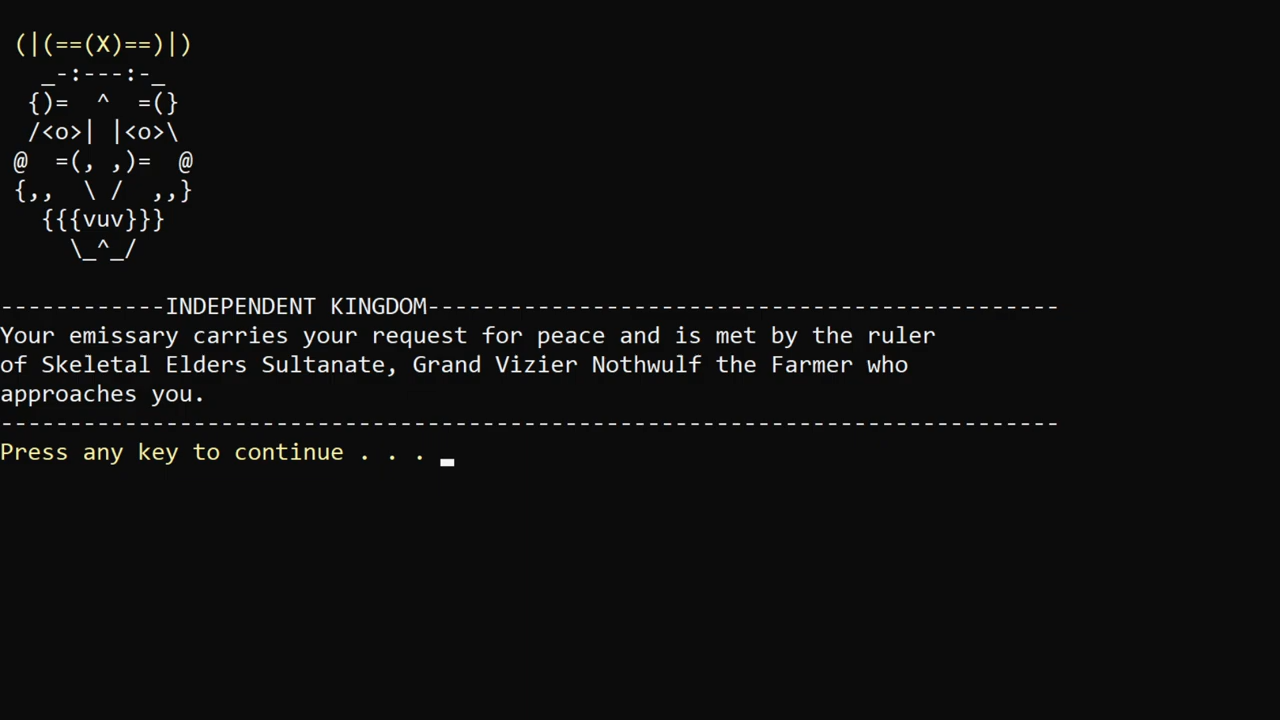 (|(==(X)==)|)
_-:---:-_
{)=  ^  =(}
/<o>| |<o>\
@  =(, ,)=  @
{,,  \ /  ,,}
{{{vuv}}}
\_^_/
------------INDEPENDENT KINGDOM----------------------------------------------
Your emissary carries your request for peace and is met by the ruler
of Skeletal Elders Sultanate, Grand Vizier Nothwulf the Farmer who
approaches you.
-----------------------------------------------------------------------------
Press any key to continue . . . _